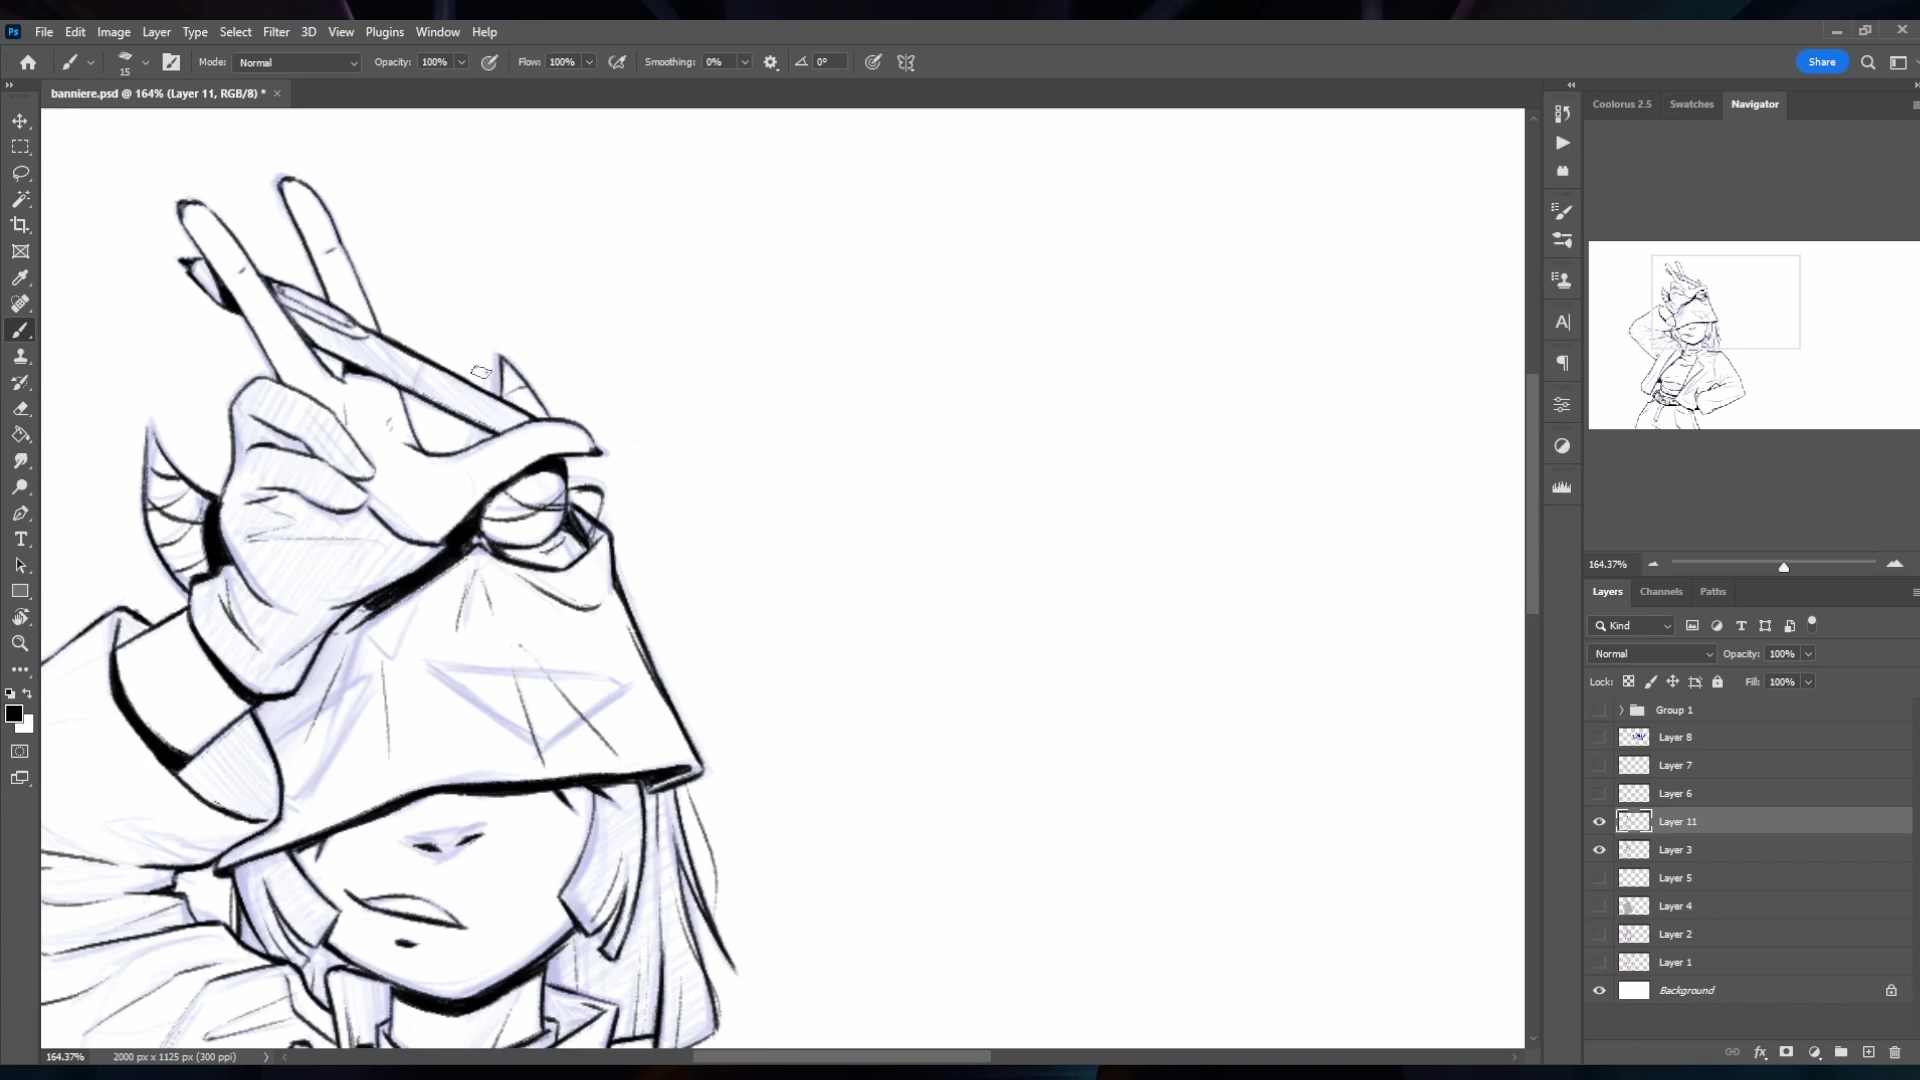 Ps File Edit Image Layer Type Select Filter 3D View Plugins Window Help
15 Mode: Normal Opacity: 100% Flow: 100% Smoothing: 0% 0° Share
banniere.psd @ 164% (Layer 11, RGB/8) *
Coolorus 2.5 Swatches Navigator
164.37%
Layers Channels Paths
Kind
Normal Opacity: 100%
Lock: Fill: 100%
Group 1
Layer 8
Layer 7
Layer 6
Layer 11
Layer 3
Layer 5
Layer 4
Layer 2
Layer 1
Background
fx
164.37% 2000 px x 1125 px (300 ppi)